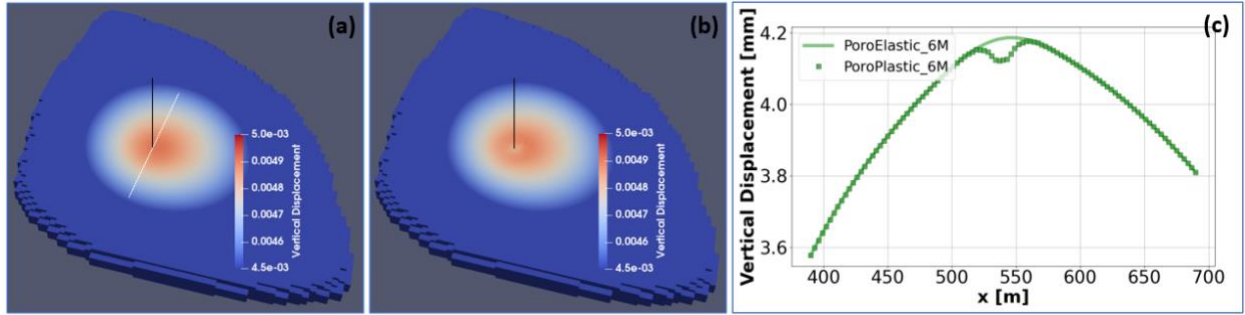 (a)
5.0e-03
0.0049
0.0048
0.0047
0.0046
4.5e-03
Vertical Displacement
(b)
5.0e-03
0.0049
0.0048
0.0047
0.0046
4.5e-03
Vertical Displacement
(c)
Vertical Displacement [mm]
4.2
4.0
3.8
3.6
PoroElastic_6M
PoroPlastic_6M
400 450 500 550 600 650 700
x [m]